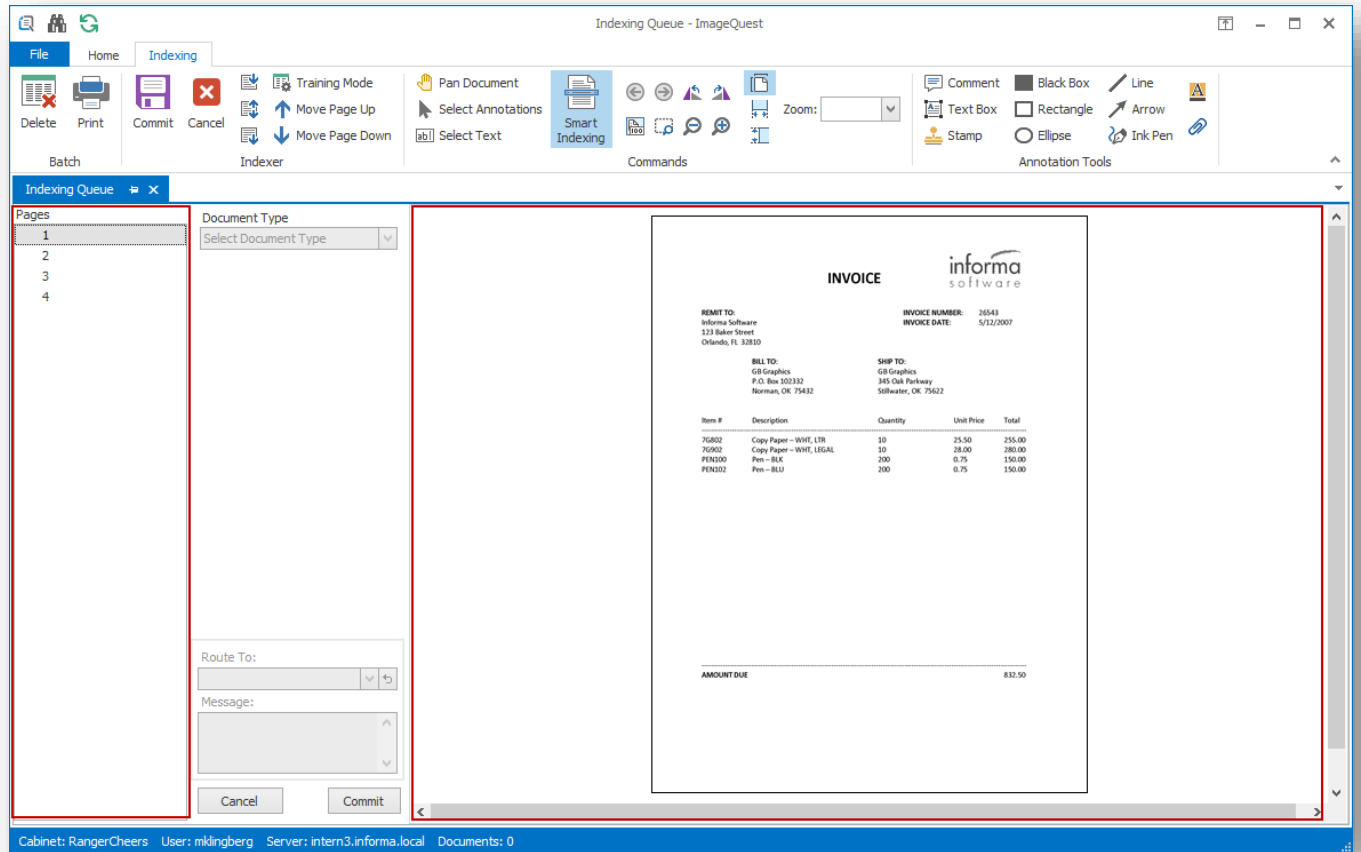 Indexing Queue - ImageQuest
File Home Indexing
Delete Print Commit Cancel Training Mode Move Page Up Move Page Down
Pan Document Select Annotations Select Text Smart Indexing Zoom:
Comment Text Box Stamp Black Box Rectangle Ellipse Line Arrow Ink Pen A
Batch Indexer Commands Annotation Tools
Indexing Queue
Pages
1
2
3
4
Document Type
Select Document Type
Route To:
Message:
Cancel Commit
informa
software
INVOICE
REMIT TO:
Informa Software
123 Baker Street
Orlando, FL 32810
INVOICE NUMBER: 26543
INVOICE DATE: 5/12/2007
BILL TO:
GB Graphics
P.O. Box 102332
Norman, OK 75432
SHIP TO:
GB Graphics
345 Oak Parkway
Stillwater, OK 75622
Item # Description Quantity Unit Price Total
7G802 Copy Paper – WHT, LTR 10 25.50 255.00
7G902 Copy Paper – WHT, LEGAL 10 28.00 280.00
PEN100 Pen – BLK 200 0.75 150.00
PEN102 Pen – BLU 200 0.75 150.00
AMOUNT DUE 832.50
Cabinet: RangerCheers User: mklingberg Server: intern3.informa.local Documents: 0